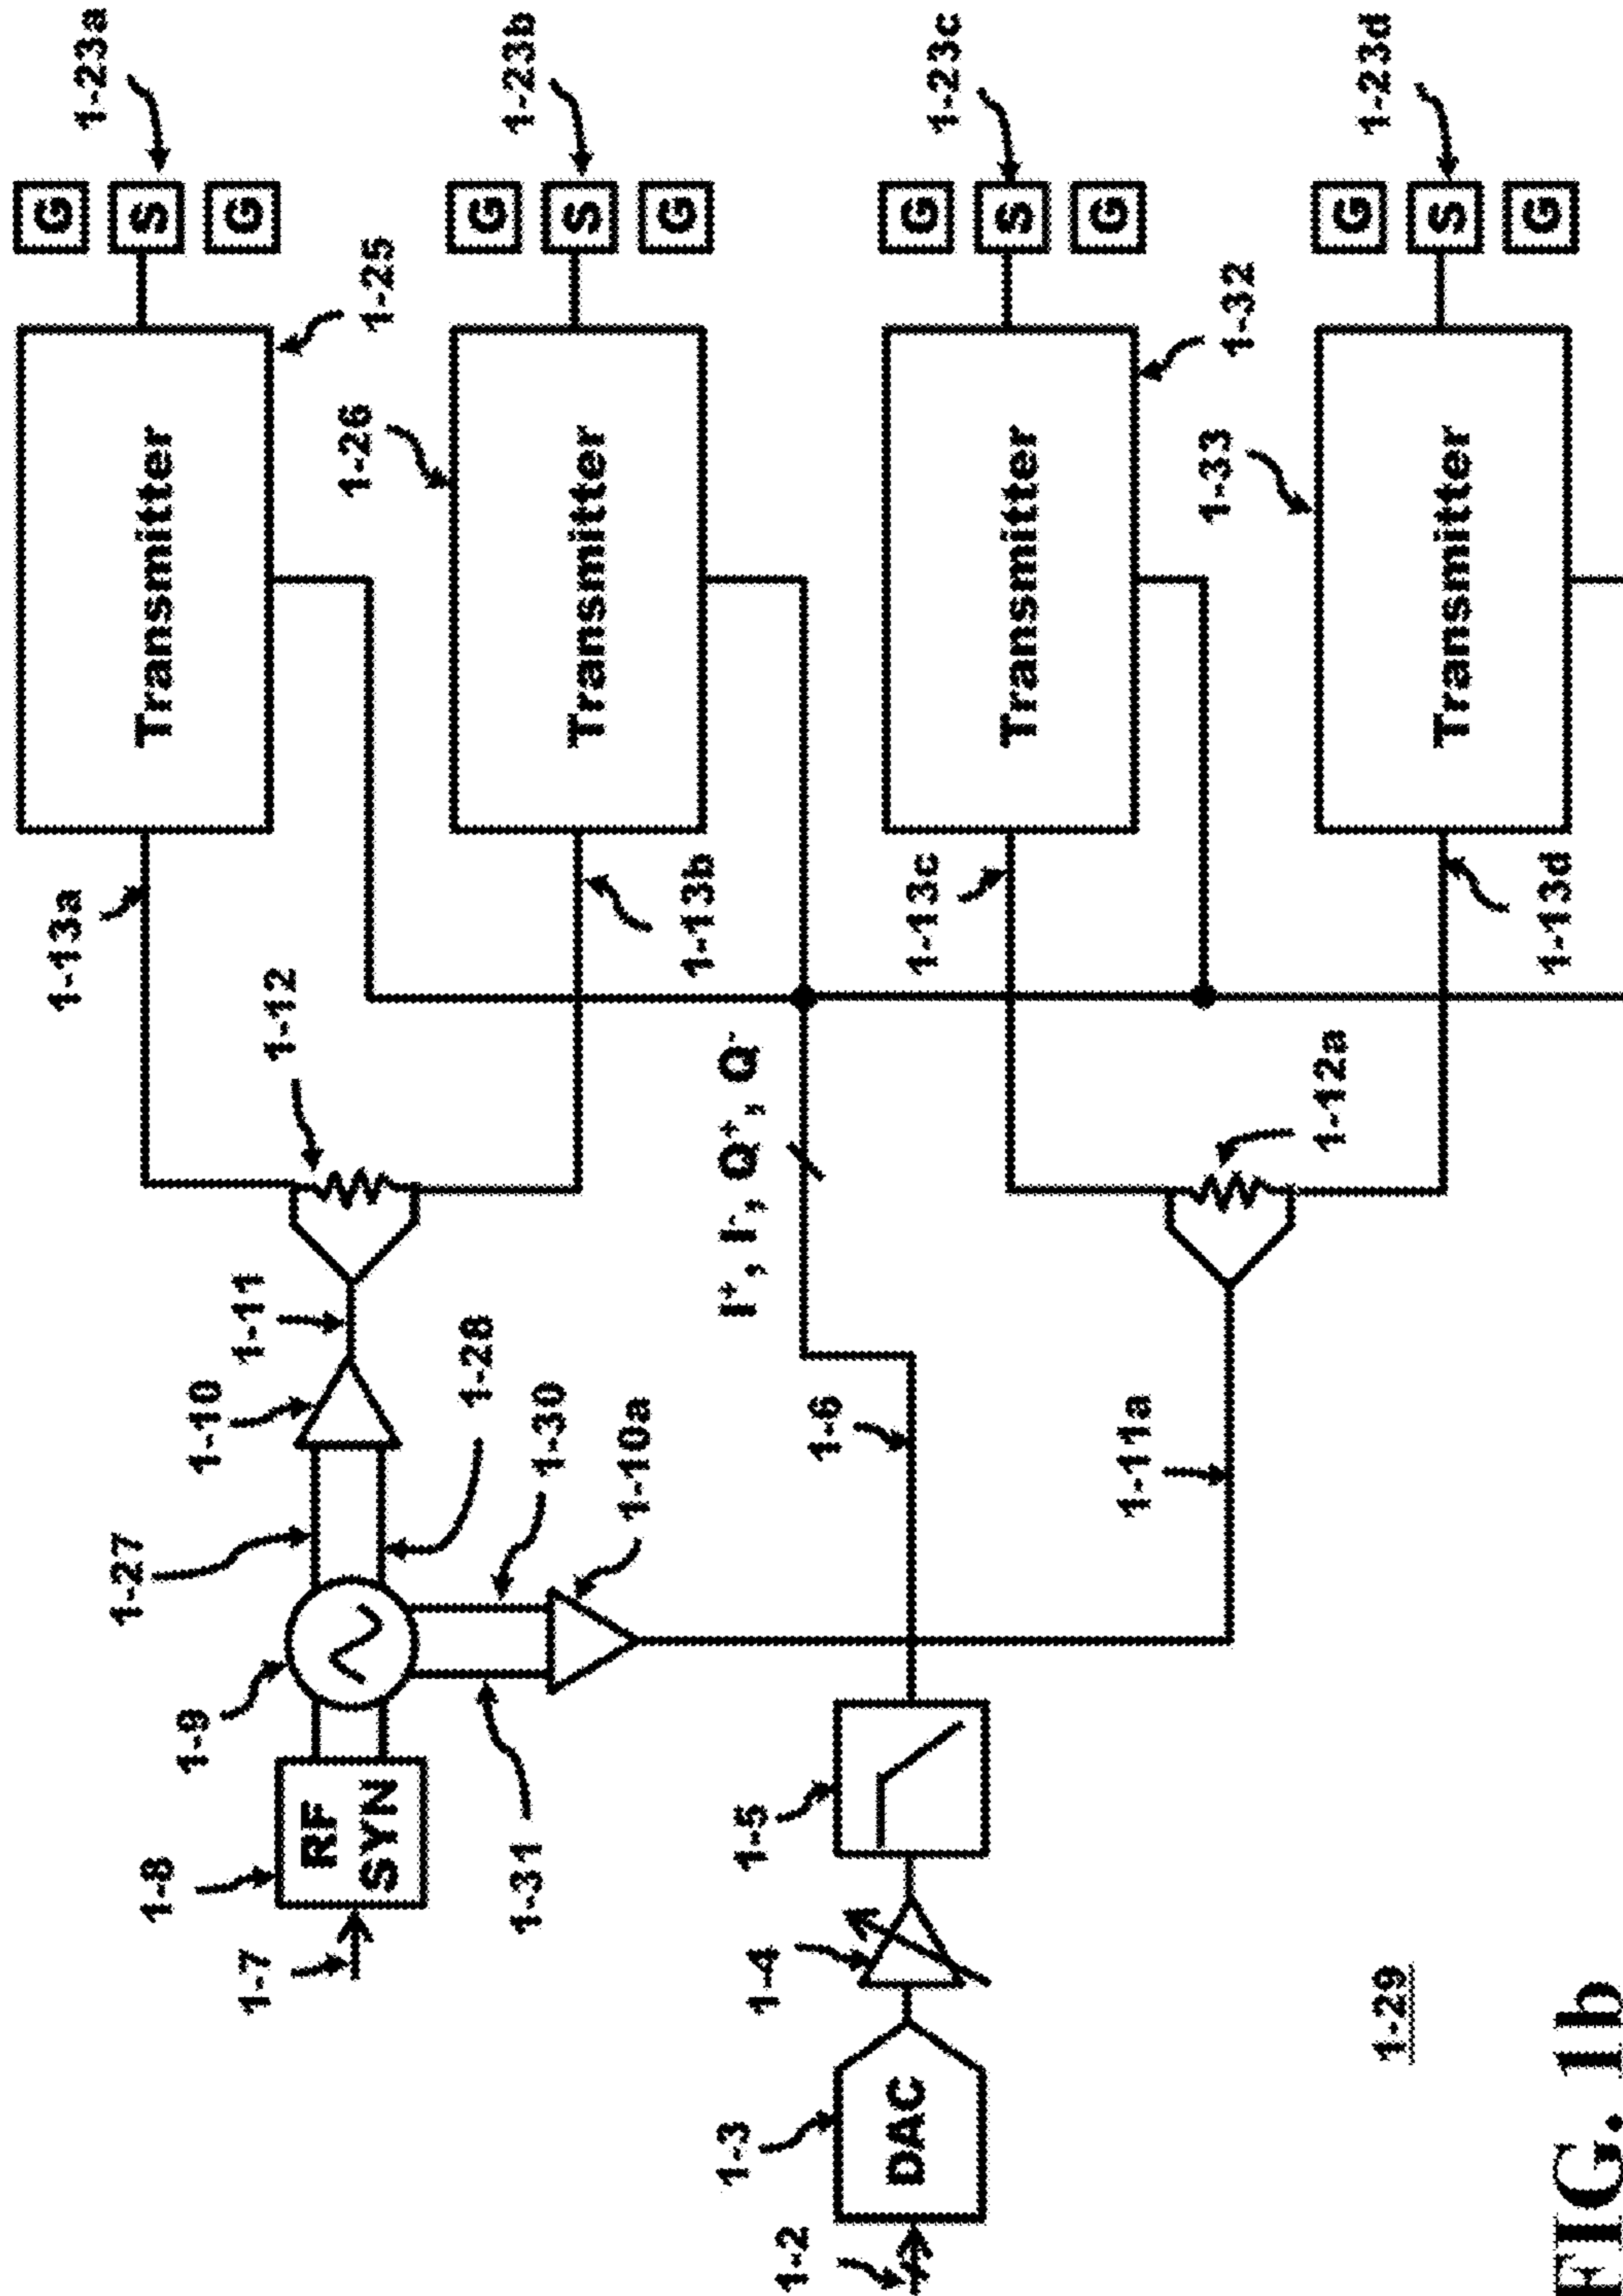 1-23a
G
S
G
1-25
Transmitter
1-13a
1-12
1-23b
G
S
G
1-26
Transmitter
1-13b
1-7
1-8
RF
SYN
1-9
1-27
1-10
1-11
1-28
1-30
1-31
1-10a
I⁺, I⁻, Q⁺, Q⁻
1-2
1-3
DAC
1-4
1-5
1-6
1-23c
G
S
G
1-32
Transmitter
1-13c
1-11a
1-12a
1-23d
G
S
G
1-33
Transmitter
1-13d
1-29
FIG. 1b